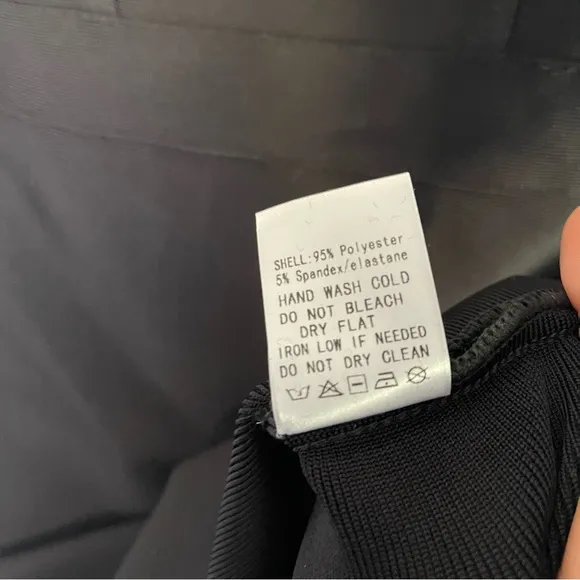 SHELL:95% Polyester
5% Spandex/elastane
HAND WASH COLD
DO NOT BLEACH
DRY FLAT
IRON LOW IF NEEDED
DO NOT DRY CLEAN